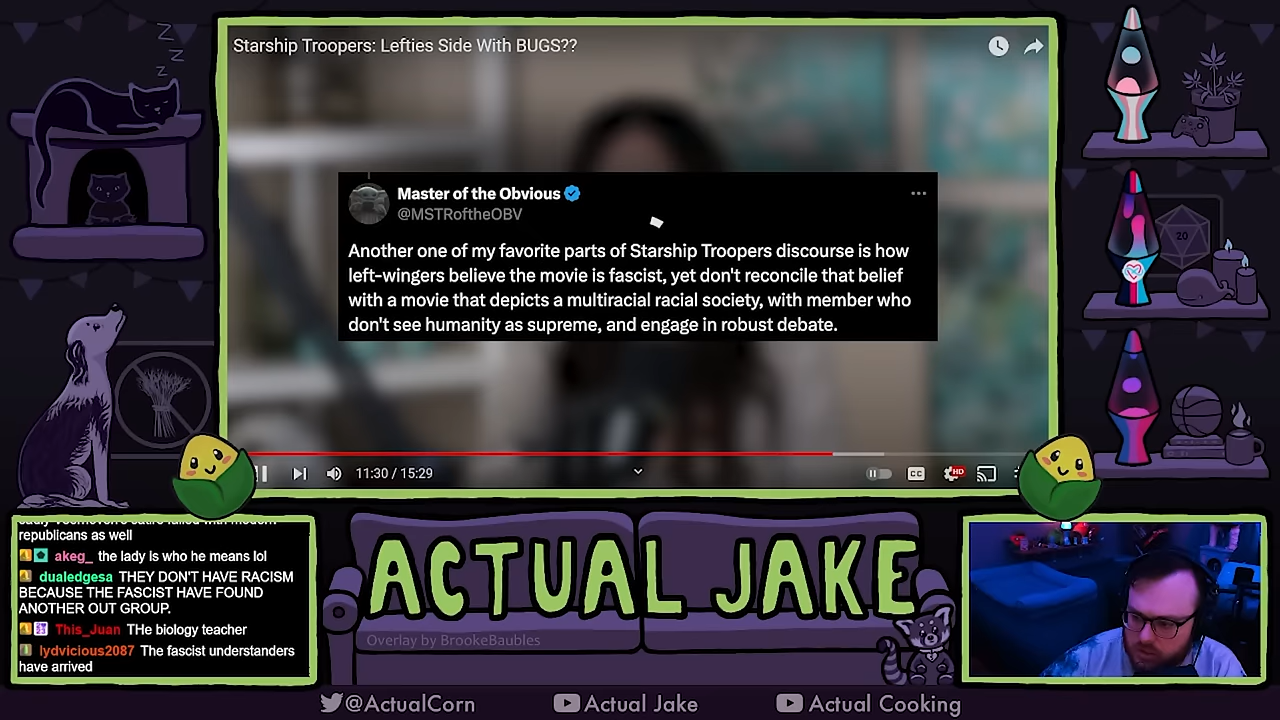 Starship Troopers: Lefties Side With BUGS??
Master of the Obvious
@MSTRoftheOBV
Another one of my favorite parts of Starship Troopers discourse is how
left-wingers believe the movie is fascist, yet don't reconcile that belief
with a movie that depicts a multiracial racial society, with member who
don't see humanity as supreme, and engage in robust debate.
11:30 / 15:29
CC
HD
Z
Z
Z
20
republicans as well
akeg_ the lady is who he means lol
dualedgesa THEY DON'T HAVE RACISM
BECAUSE THE FASCIST HAVE FOUND
ANOTHER OUT GROUP.
This_Juan THe biology teacher
lydvicious2087 The fascist understanders
have arrived
ACTUAL JAKE
Overlay by BrookeBaubles
@ActualCorn
Actual Jake
Actual Cooking